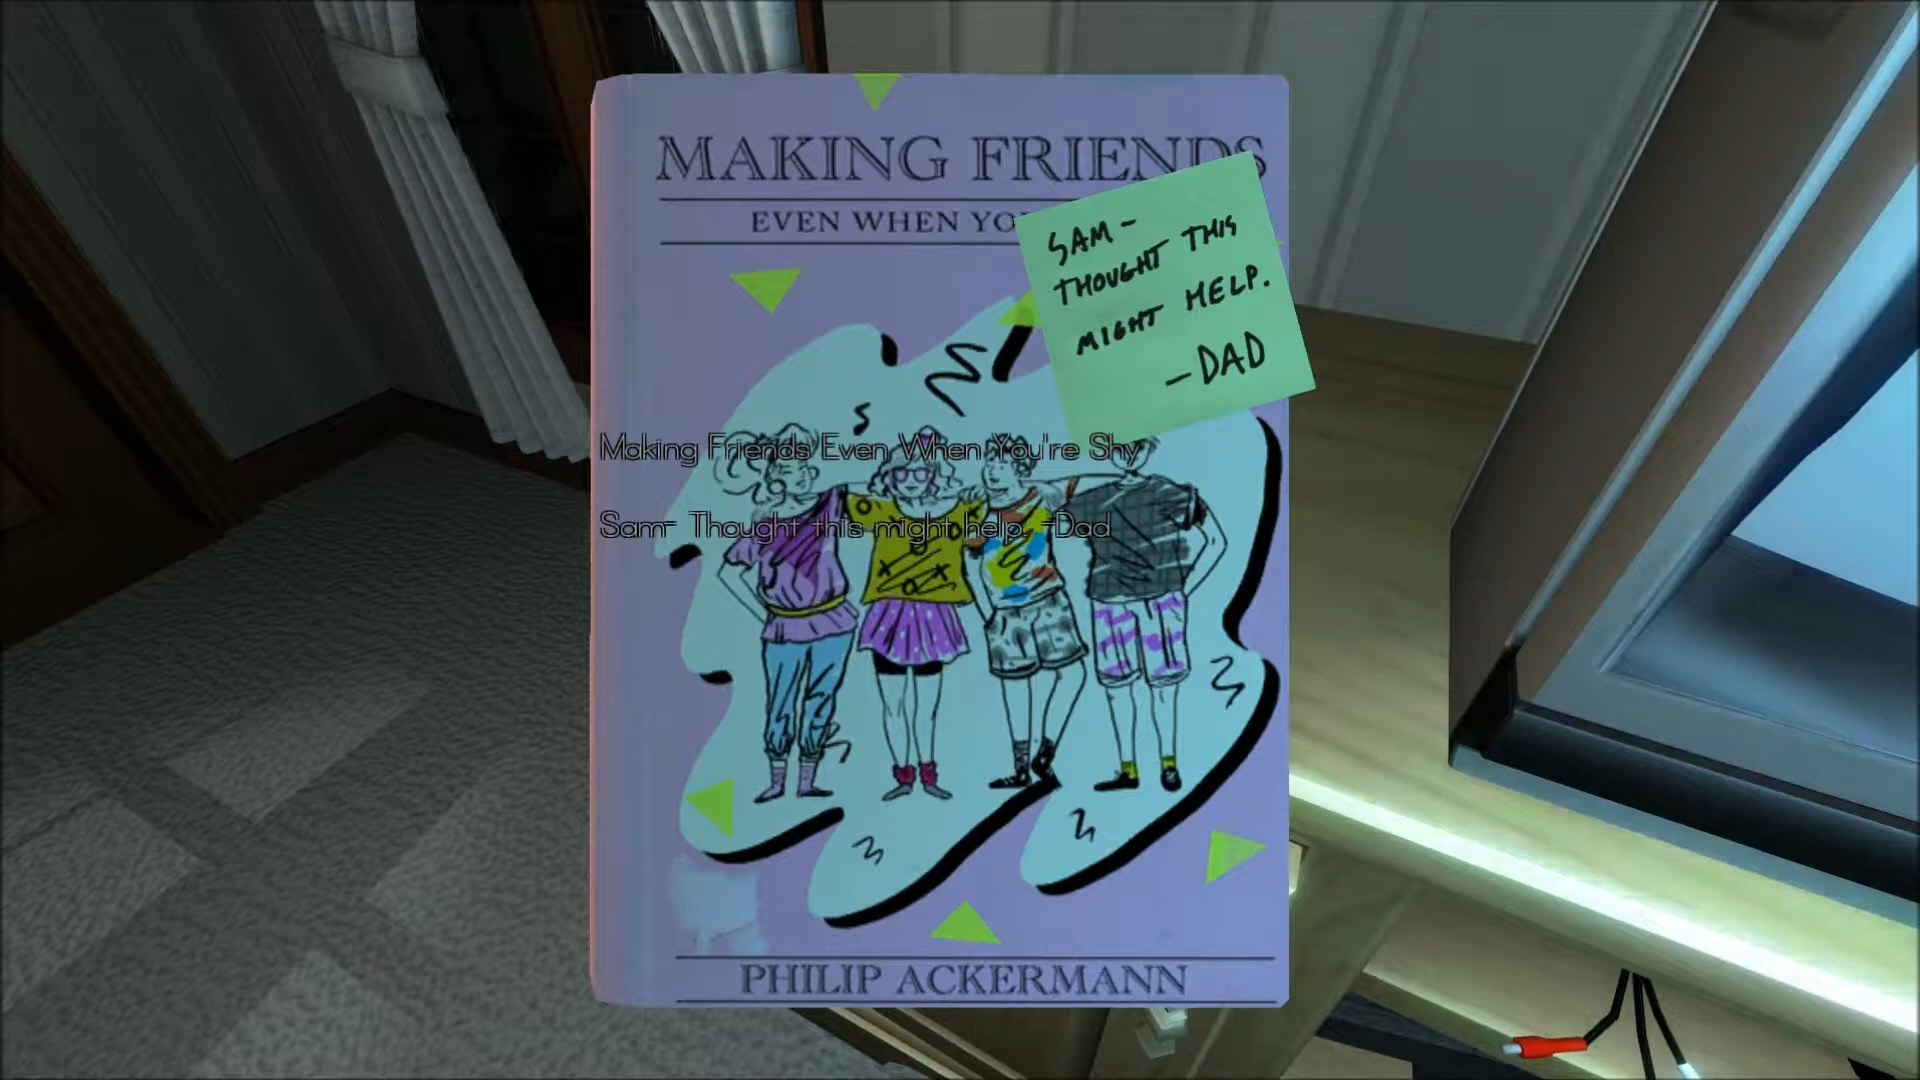 MAKING FRIENDS
EVEN WHEN YO
SAM-
THOUGHT THIS
MIGHT HELP.
-DAD
Making Friends Even When You're Shy
Sam- Thought this might help. -Dad
PHILIP ACKERMANN